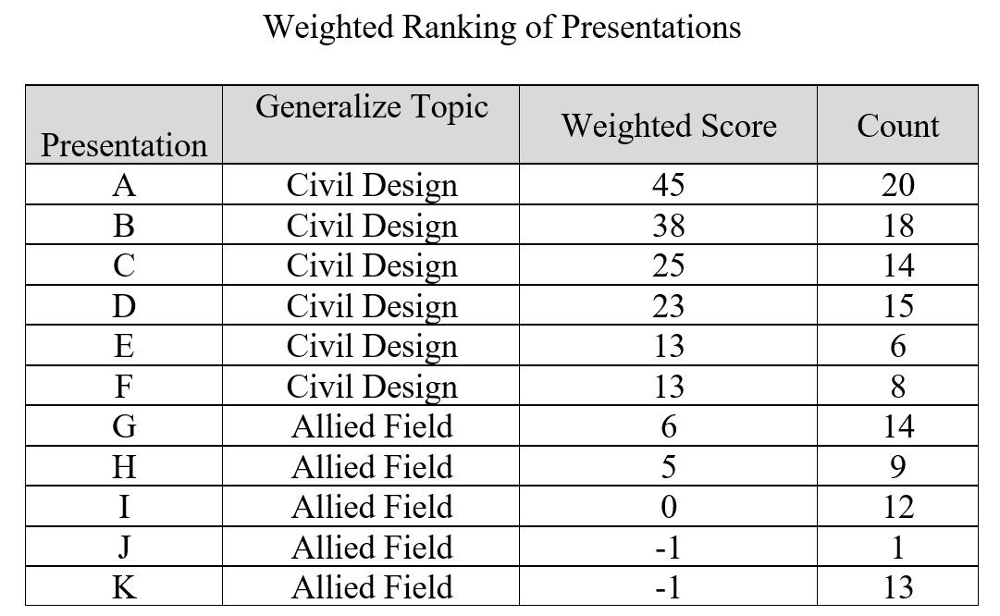 Weighted Ranking of Presentations
Presentation Generalize Topic Weighted Score Count
A Civil Design 45 20
B Civil Design 38 18
C Civil Design 25 14
D Civil Design 23 15
E Civil Design 13 6
F Civil Design 13 8
G Allied Field 6 14
H Allied Field 5 9
I Allied Field 0 12
J Allied Field -1 1
K Allied Field -1 13